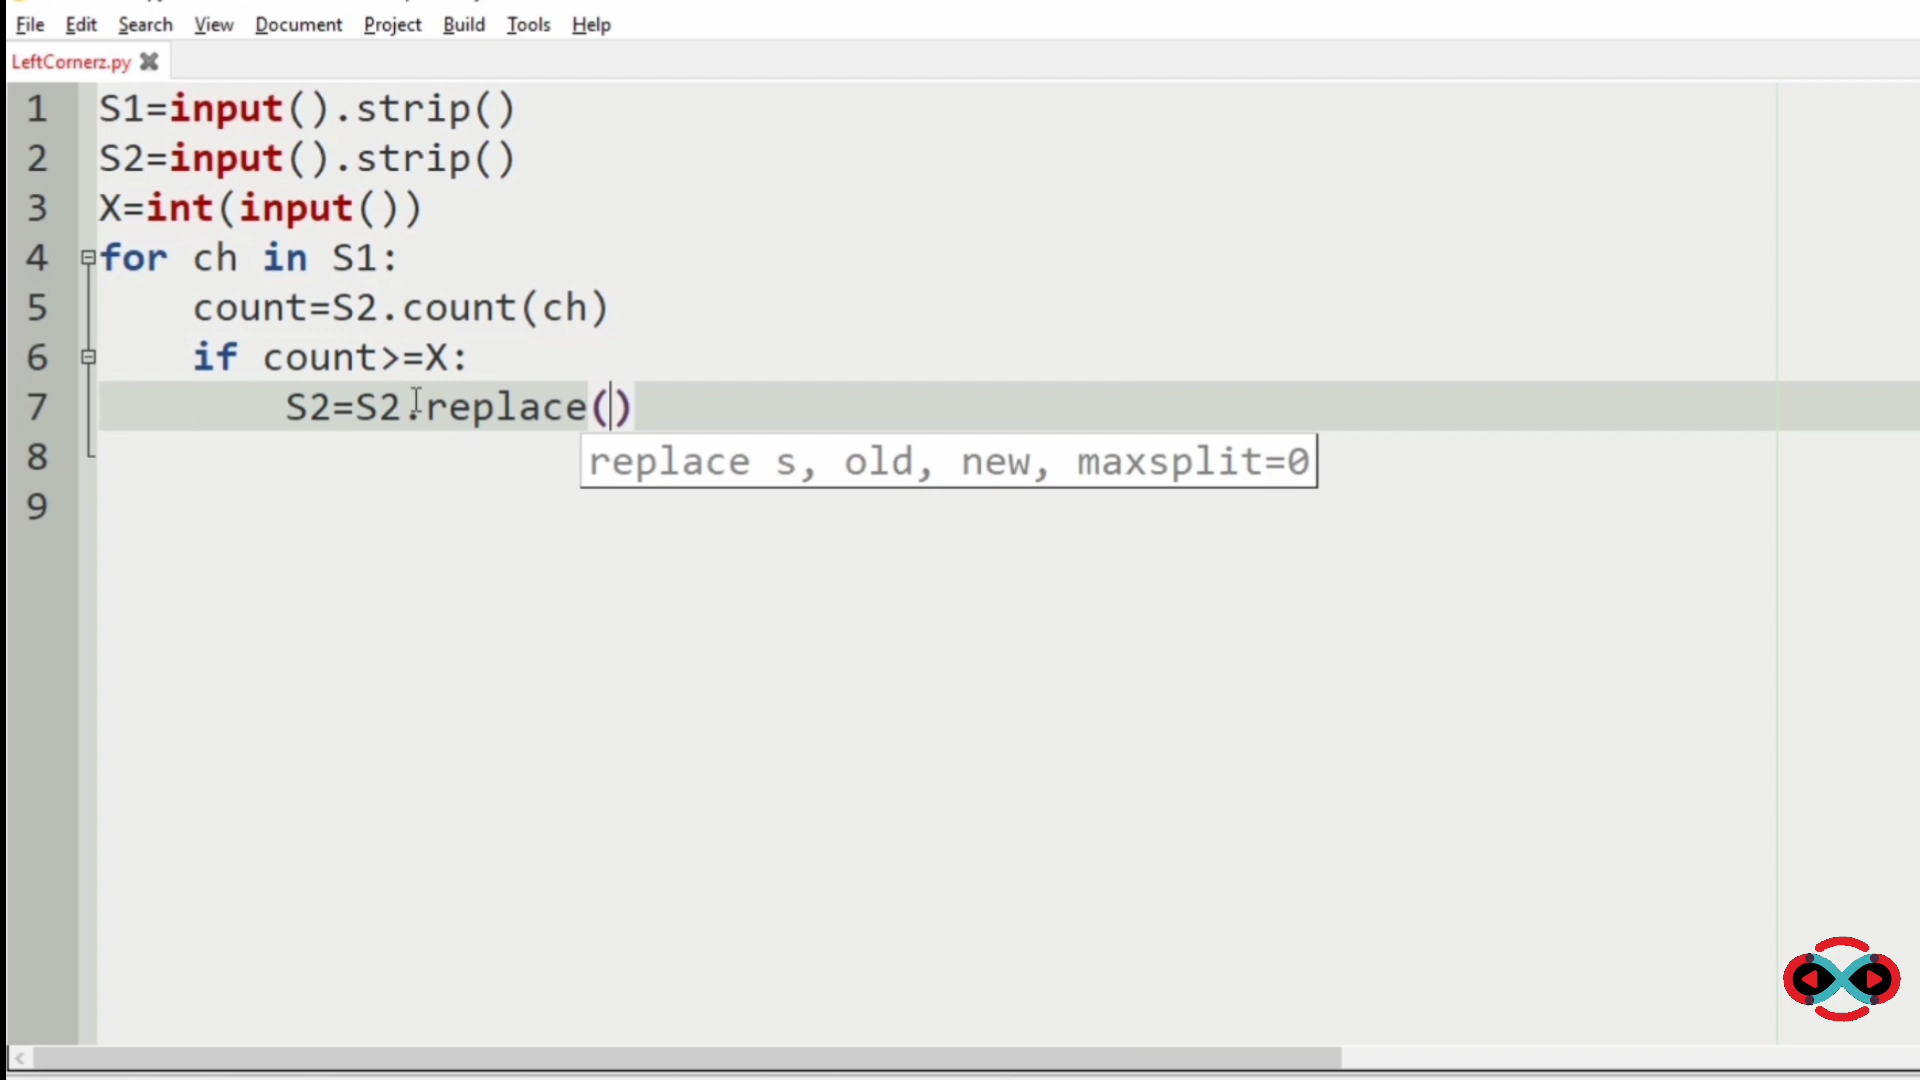 File Edit Search View Document Project Build Tools Help
LeftCornerz.py
1 S1=input().strip()
2 S2=input().strip()
3 X=int(input())
4 for ch in S1:
5     count=S2.count(ch)
6     if count>=X:
7         S2=S2.replace()
replace s, old, new, maxsplit=0
8
9